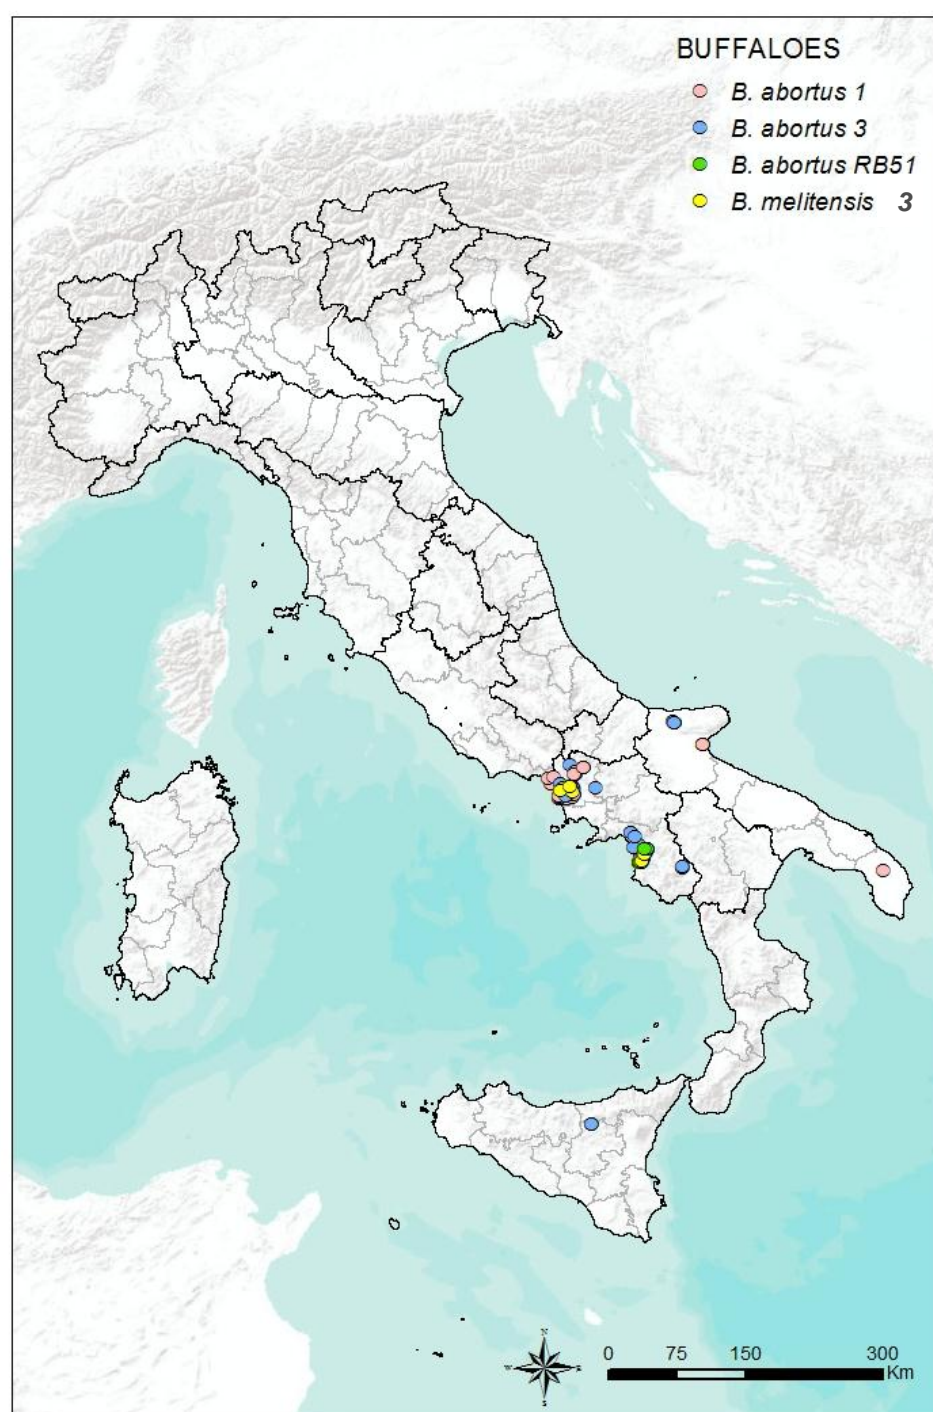 BUFFALOES
B. abortus 1
B. abortus 3
B. abortus RB51
B. melitensis 3
N
W E
S
0 75 150 300
Km